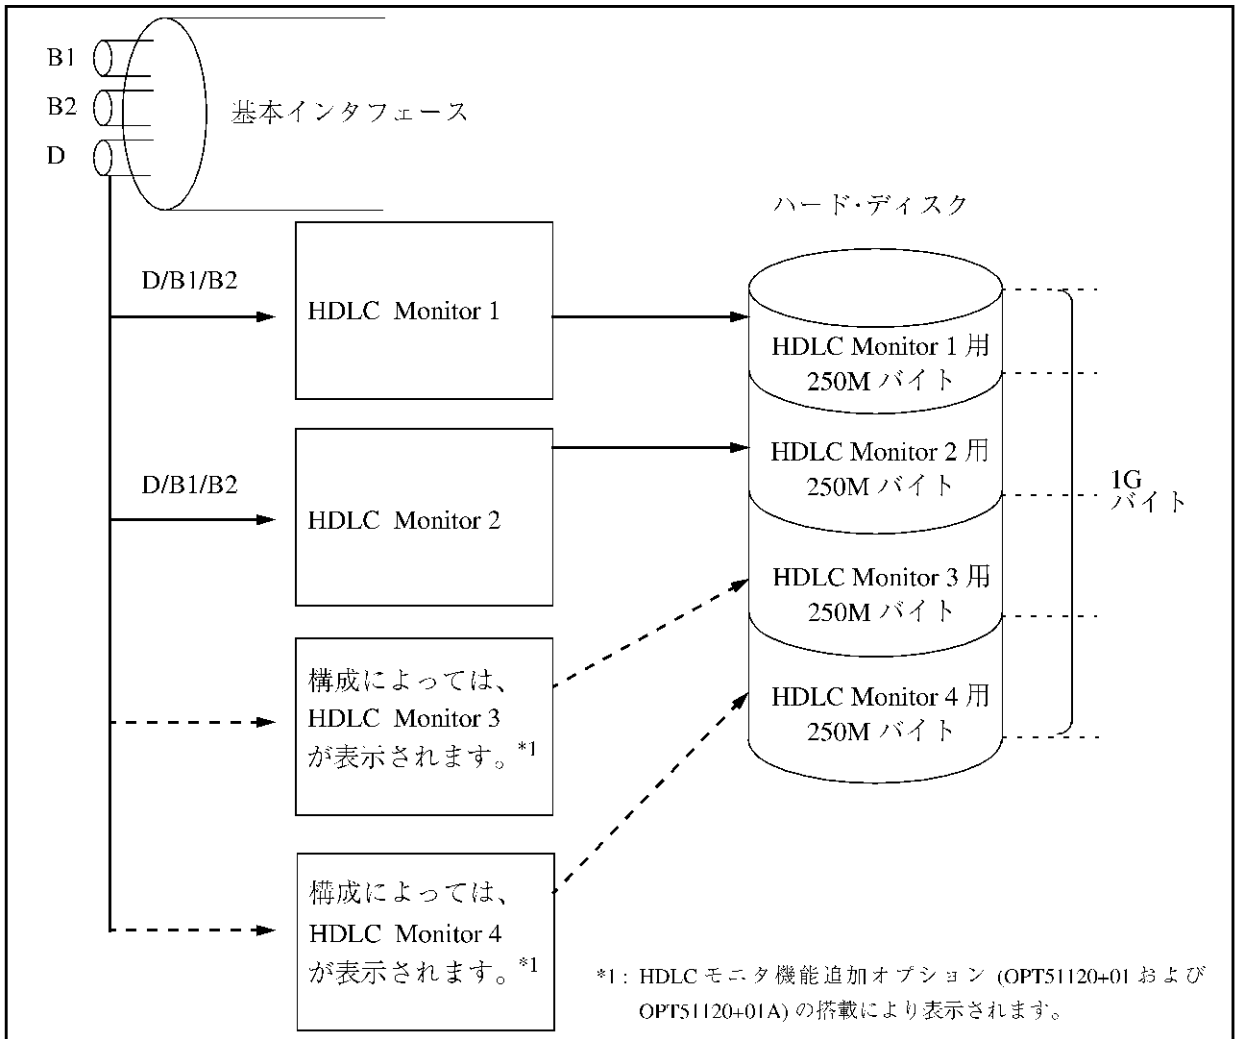 B1
B2
D
基本インタフェース
ハード・ディスク
D/B1/B2
HDLC Monitor 1
HDLC Monitor 1 用
250M バイト
D/B1/B2
HDLC Monitor 2
HDLC Monitor 2 用
250M バイト
1G
バイト
構成によっては、
HDLC Monitor 3
が表示されます。*1
HDLC Monitor 3 用
250M バイト
構成によっては、
HDLC Monitor 4
が表示されます。*1
HDLC Monitor 4 用
250M バイト
*1 : HDLC モニタ機能追加オプション (OPT51120+01 および
OPT51120+01A) の搭載により表示されます。